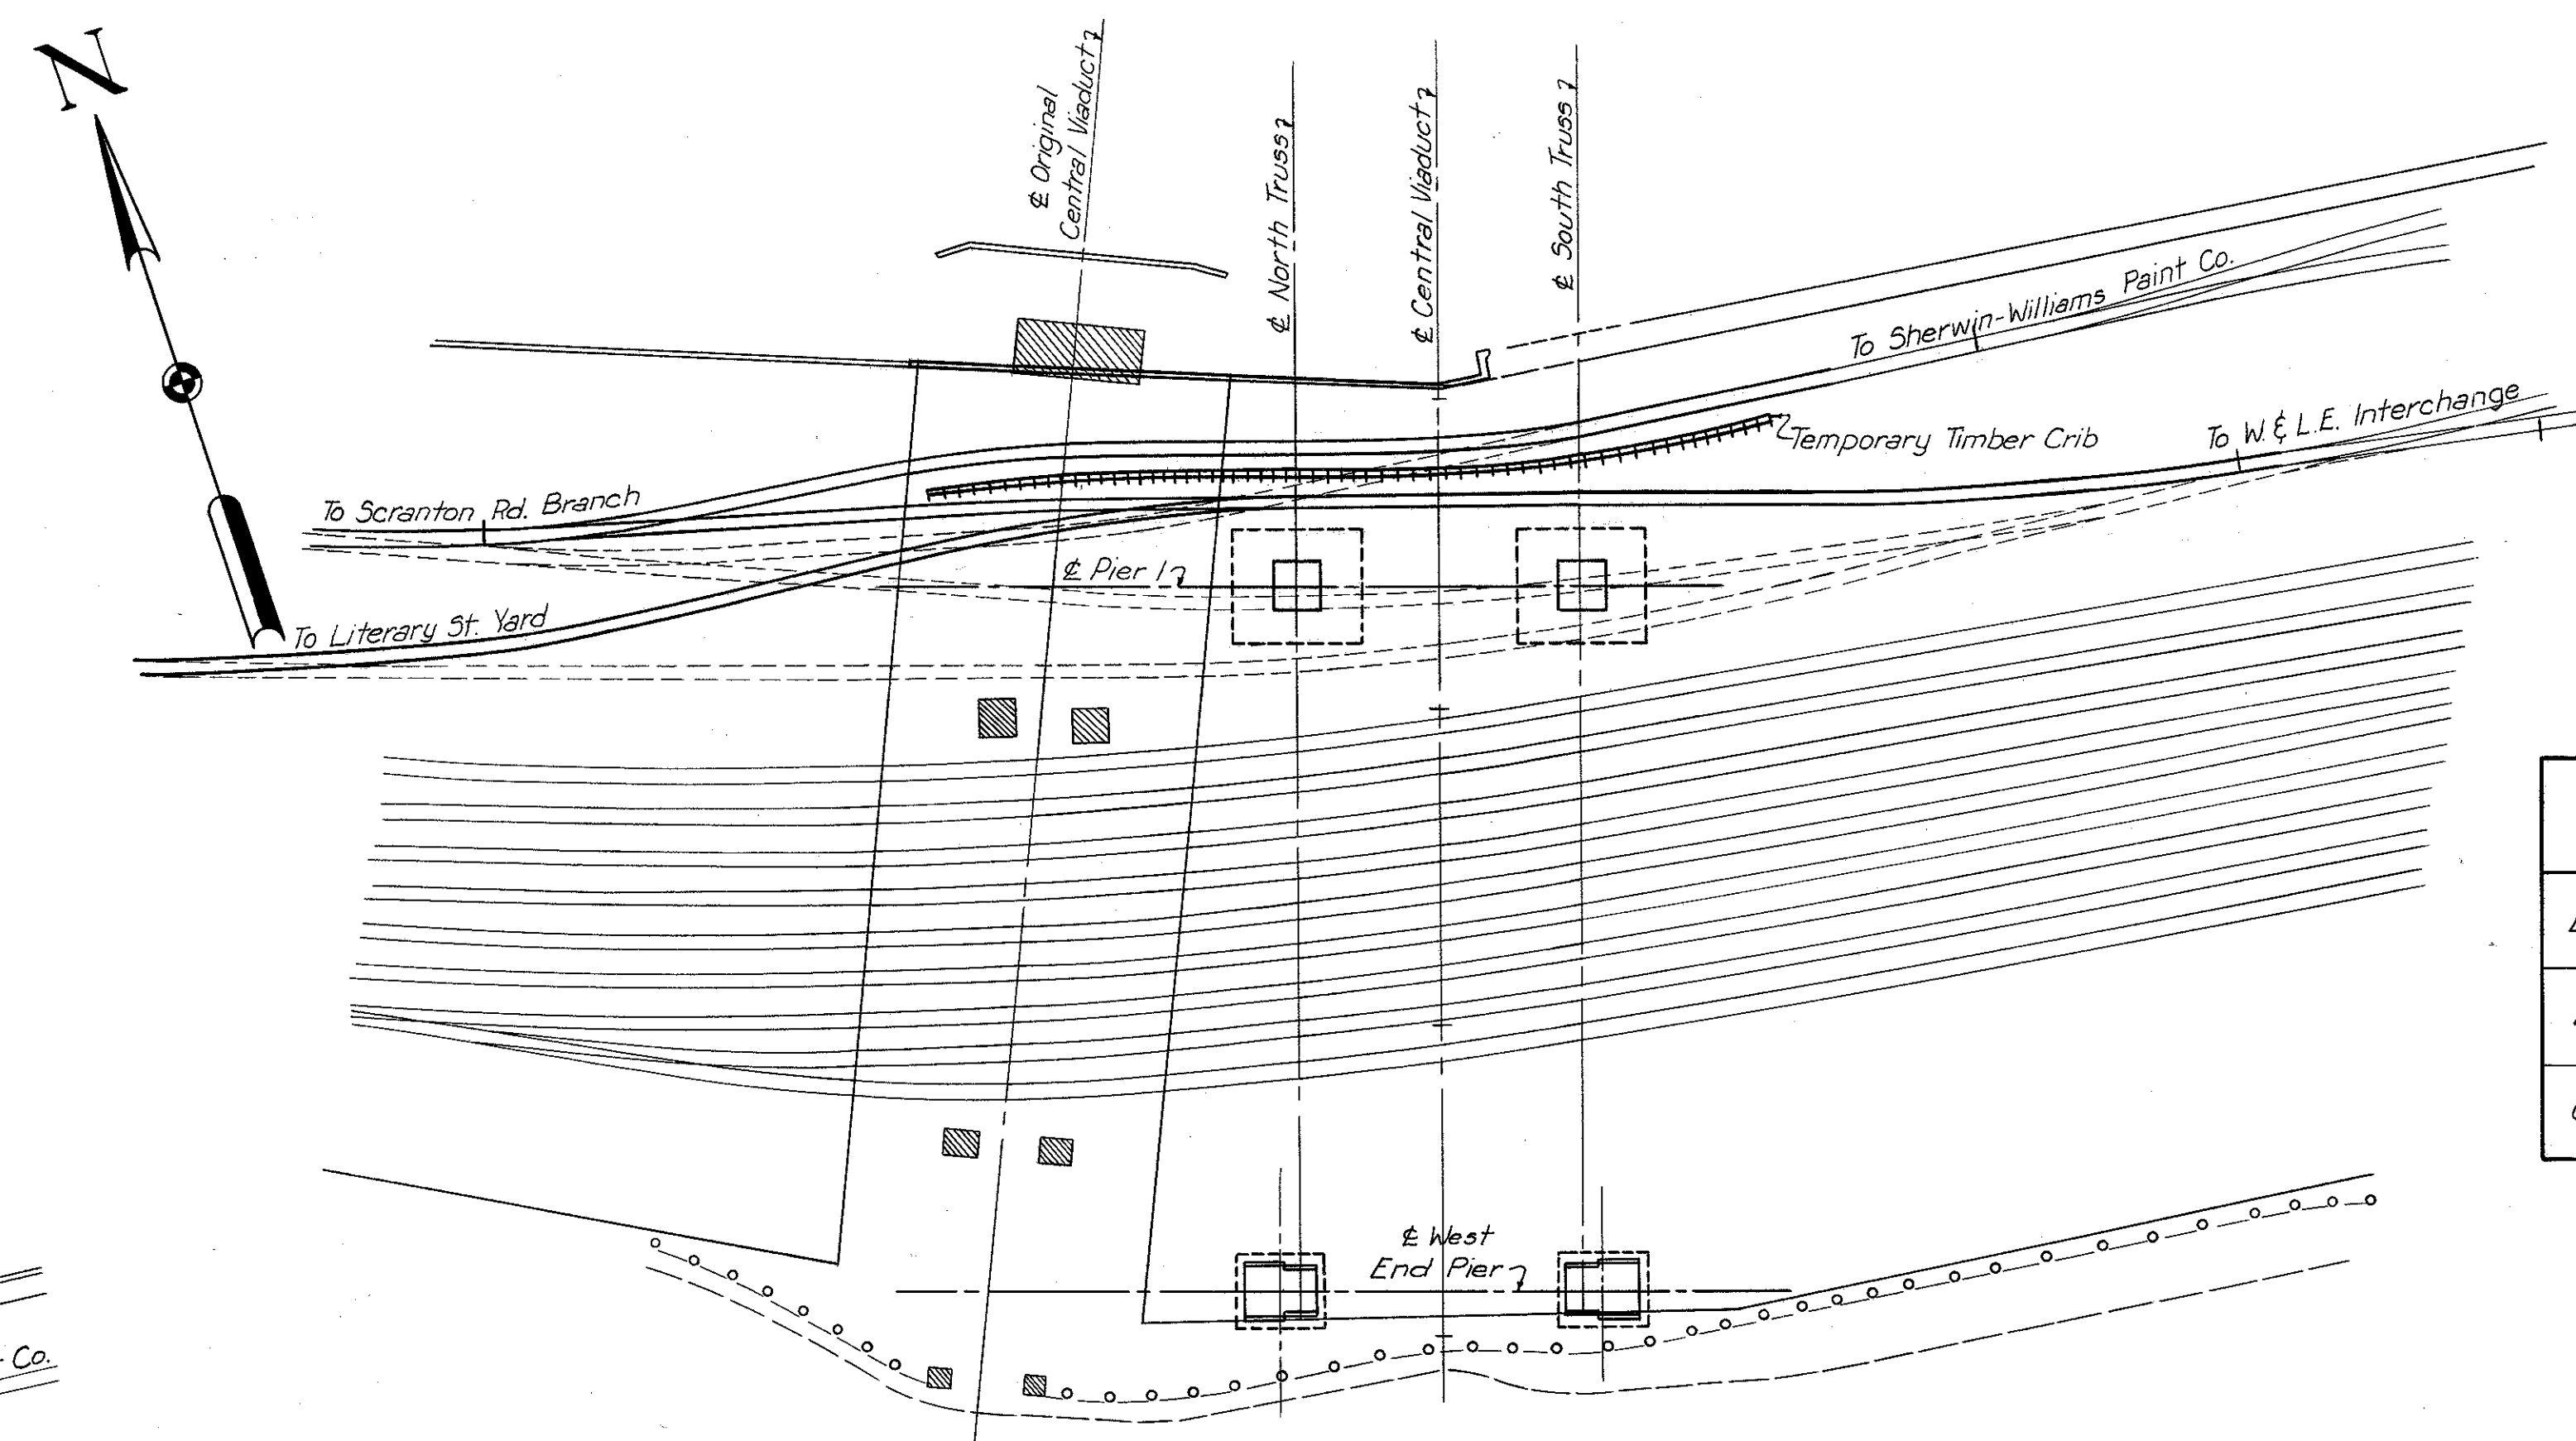 N
℄ Original
Central Viaduct
℄ North Truss
℄ Central Viaduct
℄ South Truss
To Sherwin-Williams Paint Co.
To W. & L.E. Interchange
Temporary Timber Crib
To Scranton Rd. Branch
℄ Pier 1
To Literary St. Yard
℄ West
End Pier
Co.